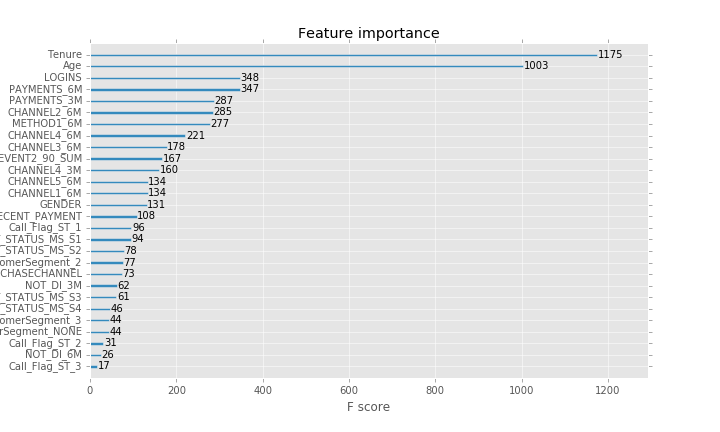 Feature importance
Tenure 1175
Age 1003
LOGINS 348
PAYMENTS_6M 347
PAYMENTS_3M 287
CHANNEL2_6M 285
METHOD1_6M 277
CHANNEL4_6M 221
CHANNEL3_6M 178
EVENT2_90_SUM 167
CHANNEL4_3M 160
CHANNEL5_6M 134
CHANNEL1_6M 134
GENDER 131
ECENT_PAYMENT 108
Call_Flag_ST_1 96
_STATUS_MS_S1 94
_STATUS_MS_S2 78
omerSegment_2 77
CHASECHANNEL 73
NOT_DI_3M 62
_STATUS_MS_S3 61
_STATUS_MS_S4 46
omerSegment_3 44
erSegment_NONE 44
Call_Flag_ST_2 31
NOT_DI_6M 26
Call_Flag_ST_3 17
0 200 400 600 800 1000 1200
F score